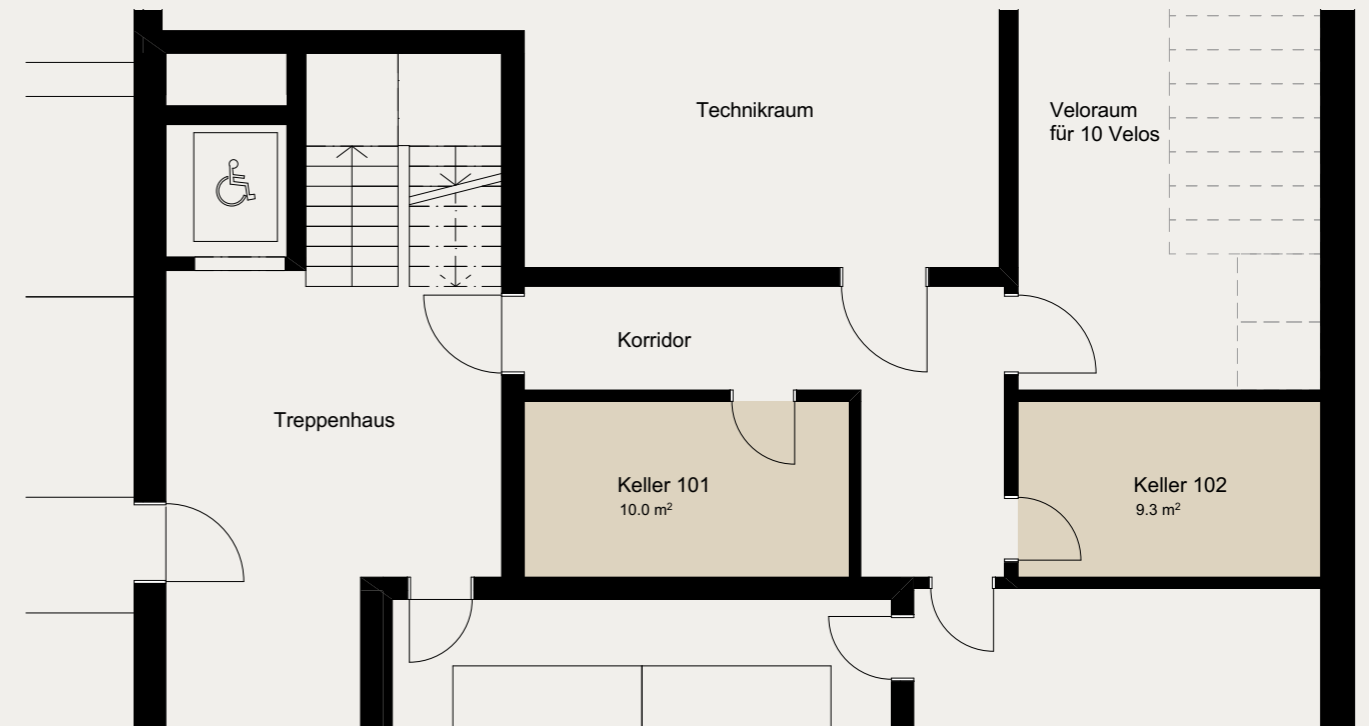 Technikraum
Veloraum
für 10 Velos
Korridor
Treppenhaus
Keller 101
10.0 m²
Keller 102
9.3 m²